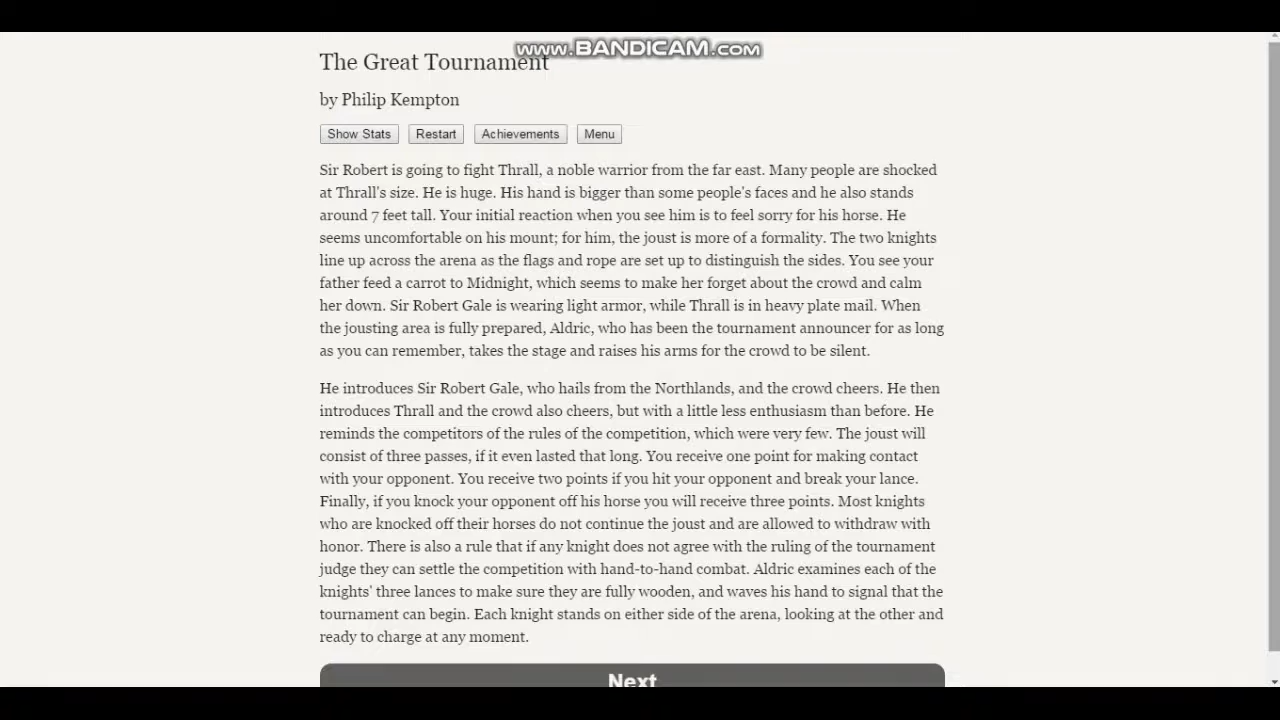 www.BANDICAM.com
The Great Tournament
by Philip Kempton
Show Stats Restart Achievements Menu
Sir Robert is going to fight Thrall, a noble warrior from the far east. Many people are shocked
at Thrall's size. He is huge. His hand is bigger than some people's faces and he also stands
around 7 feet tall. Your initial reaction when you see him is to feel sorry for his horse. He
seems uncomfortable on his mount; for him, the joust is more of a formality. The two knights
line up across the arena as the flags and rope are set up to distinguish the sides. You see your
father feed a carrot to Midnight, which seems to make her forget about the crowd and calm
her down. Sir Robert Gale is wearing light armor, while Thrall is in heavy plate mail. When
the jousting area is fully prepared, Aldric, who has been the tournament announcer for as long
as you can remember, takes the stage and raises his arms for the crowd to be silent.
He introduces Sir Robert Gale, who hails from the Northlands, and the crowd cheers. He then
introduces Thrall and the crowd also cheers, but with a little less enthusiasm than before. He
reminds the competitors of the rules of the competition, which were very few. The joust will
consist of three passes, if it even lasted that long. You receive one point for making contact
with your opponent. You receive two points if you hit your opponent and break your lance.
Finally, if you knock your opponent off his horse you will receive three points. Most knights
who are knocked off their horses do not continue the joust and are allowed to withdraw with
honor. There is also a rule that if any knight does not agree with the ruling of the tournament
judge they can settle the competition with hand-to-hand combat. Aldric examines each of the
knights' three lances to make sure they are fully wooden, and waves his hand to signal that the
tournament can begin. Each knight stands on either side of the arena, looking at the other and
ready to charge at any moment.
Next